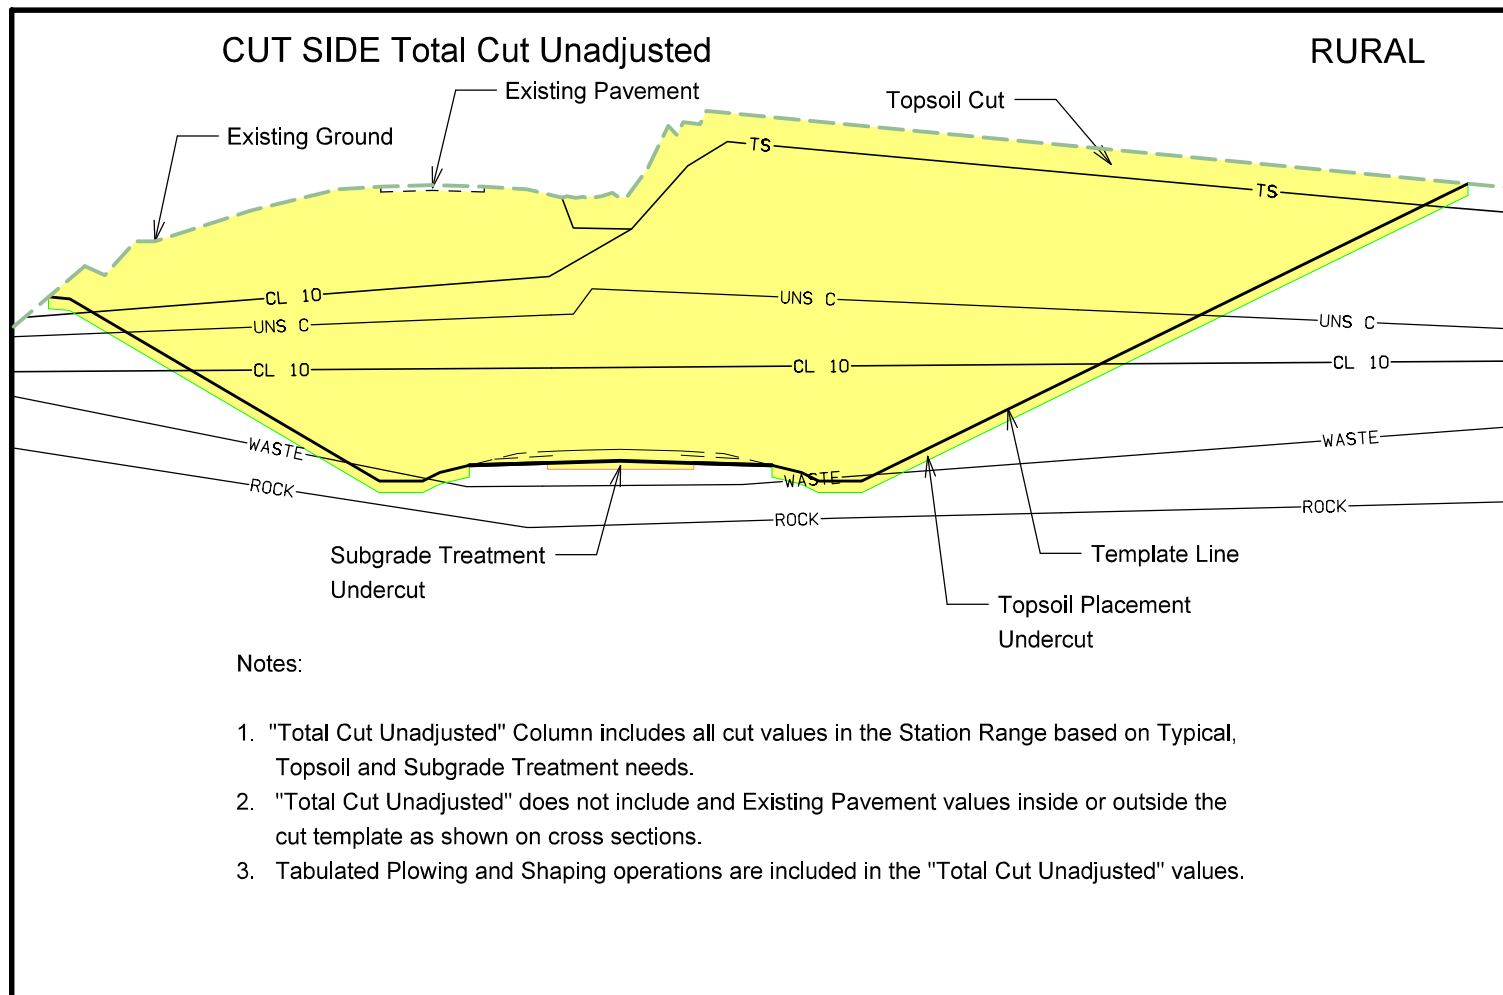 CUT SIDE Total Cut Unadjusted
RURAL
Existing Pavement
Topsoil Cut
Existing Ground
TS
TS
CL 10
UNS C
UNS C
UNS C
CL 10
CL 10
CL 10
WASTE
WASTE
WASTE
ROCK
ROCK
ROCK
Subgrade Treatment
Undercut
Template Line
Topsoil Placement
Undercut
Notes:
1. "Total Cut Unadjusted" Column includes all cut values in the Station Range based on Typical,
Topsoil and Subgrade Treatment needs.
2. "Total Cut Unadjusted" does not include and Existing Pavement values inside or outside the
cut template as shown on cross sections.
3. Tabulated Plowing and Shaping operations are included in the "Total Cut Unadjusted" values.